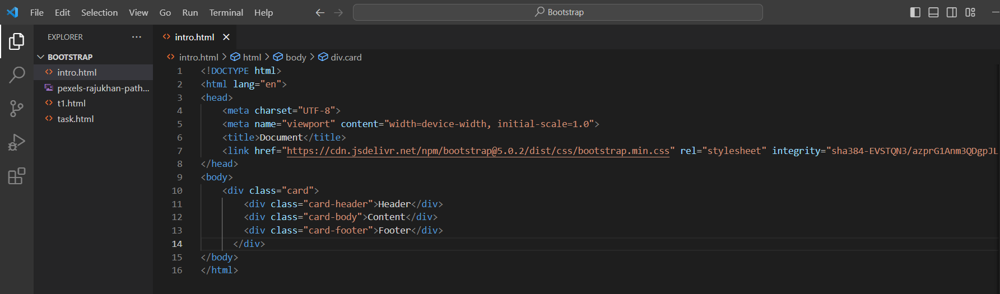 File Edit Selection View Go Run Terminal Help Bootstrap
EXPLORER
BOOTSTRAP
intro.html
pexels-rajukhan-path...
t1.html
task.html
intro.html
intro.html > html > body > div.card
1 <!DOCTYPE html>
2 <html lang="en">
3 <head>
4 <meta charset="UTF-8">
5 <meta name="viewport" content="width=device-width, initial-scale=1.0">
6 <title>Document</title>
7 <link href="https://cdn.jsdelivr.net/npm/bootstrap@5.0.2/dist/css/bootstrap.min.css" rel="stylesheet" integrity="sha384-EVSTQN3/azprG1Anm3QDgpJL
8 </head>
9 <body>
10 <div class="card">
11 <div class="card-header">Header</div>
12 <div class="card-body">Content</div>
13 <div class="card-footer">Footer</div>
14 </div>
15 </body>
16 </html>